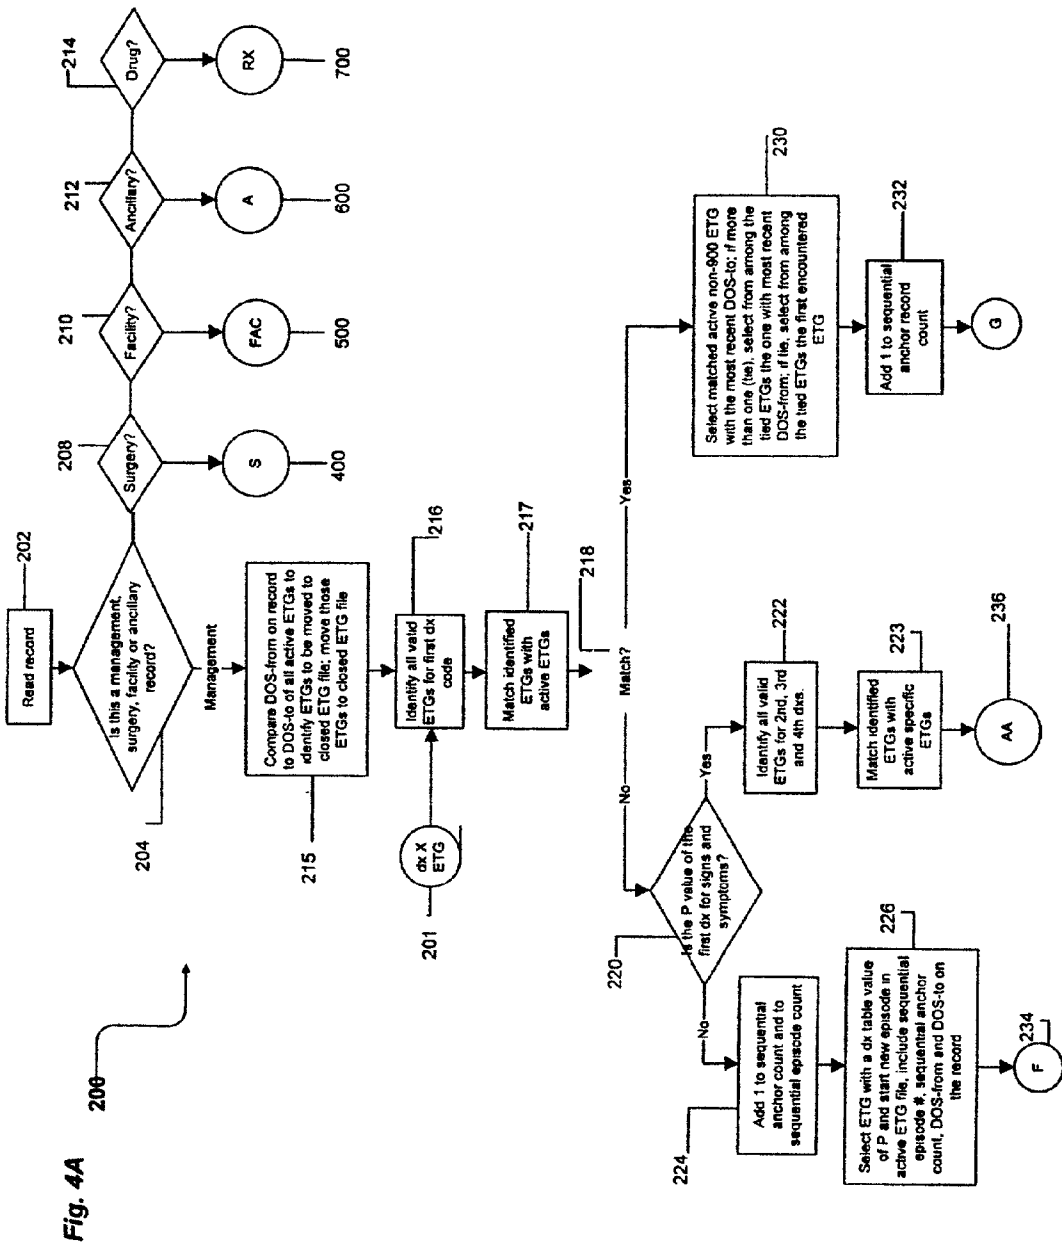 Fig. 4A
200
Read record
202
Is this a management,
surgery, facility or ancillary
record?
204
Surgery?
208
Facility?
210
Ancillary?
212
Drug?
214
S
400
FAC
500
A
600
RX
700
Management
Compare DOS-from on record
to DOS-to of all active ETGs to
identify ETGs to be moved to
closed ETG file; move those
ETGs to closed ETG file
215
dx X
ETG
201
Identify all valid
ETGs for first dx
code
216
Match identified
ETGs with
active ETGs
217
218
Match?
No
Yes
Is the P value of the
first dx for signs and
symptoms?
220
No
Yes
Add 1 to sequential
anchor count and to
sequential episode count
224
Select ETG with a dx table value
of P and start new episode in
active ETG file, include sequential
episode #, sequential anchor
count, DOS-from and DOS-to on
the record
226
F
234
Identify all valid
ETGs for 2nd, 3rd
and 4th dxs.
222
Match identified
ETGs with
active specific
ETGs
223
AA
236
Select matched active non-900 ETG
with the most recent DOS-to; if more
than one (tie), select from among the
tied ETGs the one with most recent
DOS-from; if tie, select from among
the tied ETGs the first encountered
ETG
230
Add 1 to sequential
anchor record
count
232
G